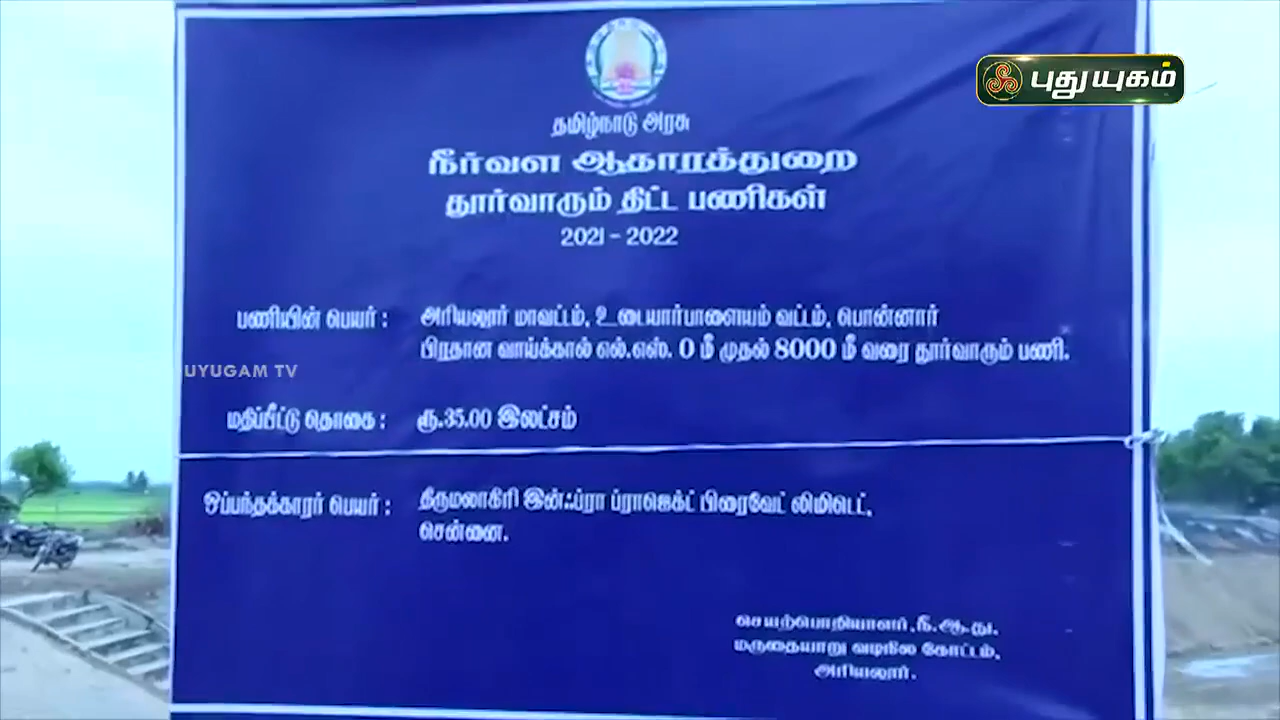 புதுயுகம்
தமிழ்நாடு அரசு
நீர்வள ஆதாரத்துறை
தூர்வாரும் திட்ட பணிகள்
2021 - 2022
பணியின் பெயர் : அரியலூர் மாவட்டம், உடையார்பாளையம் வட்டம், பொன்னார்
பிரதான வாய்க்கால் எல்.எஸ். 0 மீ முதல் 8000 மீ வரை தூர்வாரும் பணி.
UYUGAM TV
மதிப்பீட்டு தொகை : ரூ.35.00 இலட்சம்
ஒப்பந்தக்காரர் பெயர் : திருமலாகிரி இன்ஃப்ரா ப்ராஜெக்ட் பிரைவேட் லிமிடெட்,
சென்னை.
செயற்பொறியாளர், நீ.ஆ.து.
மருதையாறு வடிநில கோட்டம்,
அரியலூர்.